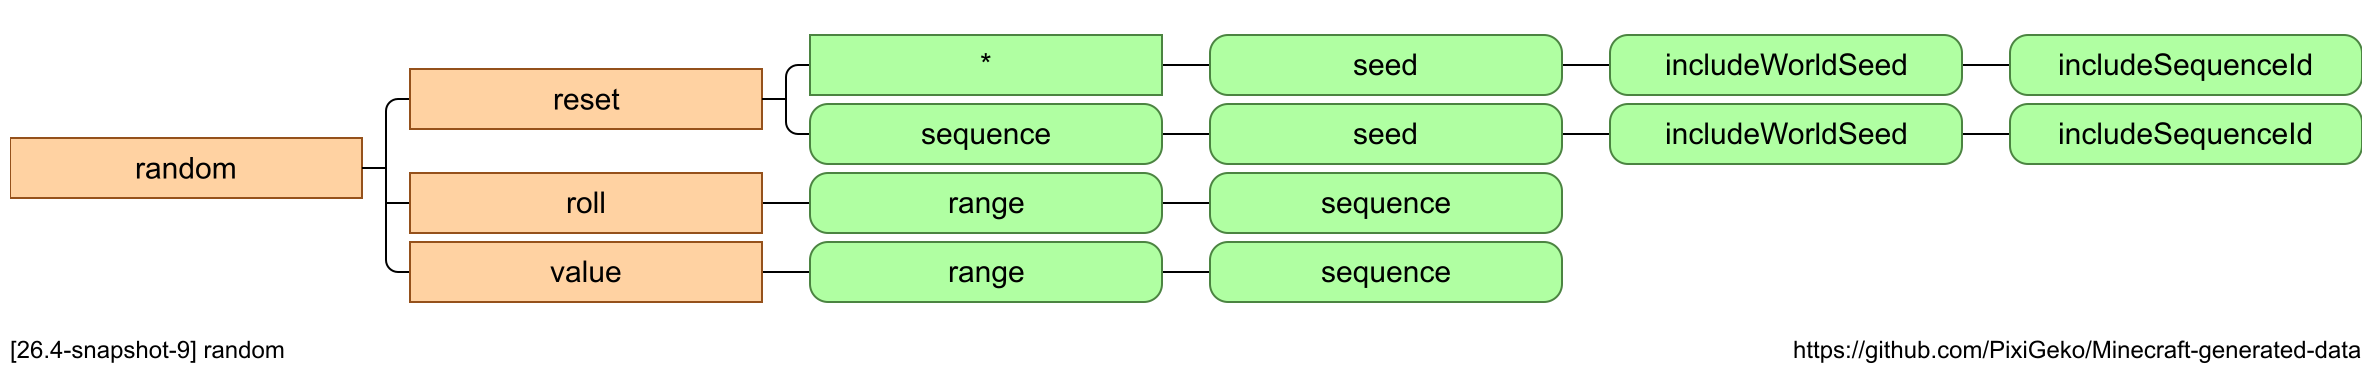 * seed includeWorldSeed includeSequenceId
reset
sequence seed includeWorldSeed includeSequenceId
random
roll range sequence
value range sequence
[26.4-snapshot-9] random https://github.com/PixiGeko/Minecraft-generated-data